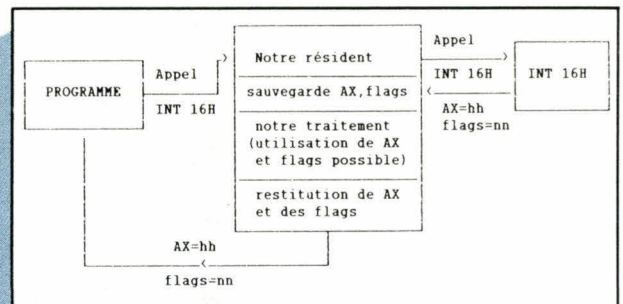 PROGRAMME
Appel
INT 16H
Notre résident
sauvegarde AX,flags
notre traitement
(utilisation de AX
et flags possible)
restitution de AX
et des flags
Appel
INT 16H
AX=hh
flags=nn
INT 16H
AX=hh
flags=nn